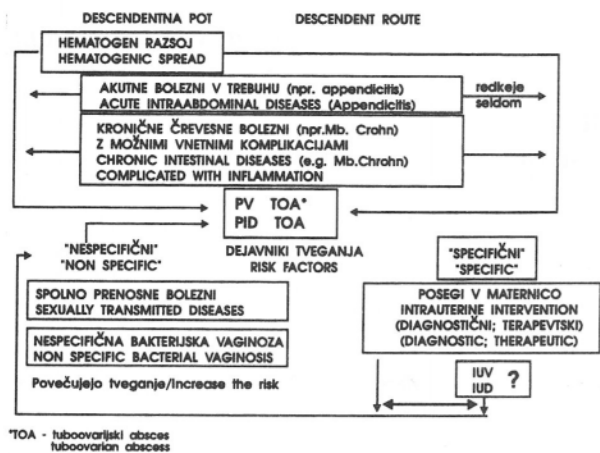 DESCENDENTNA POT DESCENDENT ROUTE
HEMATOGEN RAZSOJ
HEMATOGENIC SPREAD
AKUTNE BOLEZNI V TREBUHU (npr. appendicitis)
ACUTE INTRAABDOMINAL DISEASES (Appendicitis)
redkeje
seldom
KRONIČNE ČREVESNE BOLEZNI (npr.Mb. Crohn)
Z MOŽNIMI VNETNIMI KOMPLIKACIJAMI
CHRONIC INTESTINAL DISEASES (e.g. Mb.Chrohn)
COMPLICATED WITH INFLAMMATION
PV TOA*
PID TOA
"NESPECIFIČNI"
"NON SPECIFIC"
DEJAVNIKI TVEGANJA
RISK FACTORS
"SPECIFIČNI"
"SPECIFIC"
SPOLNO PRENOSNE BOLEZNI
SEXUALLY TRANSMITTED DISEASES
POSEGI V MATERNICO
INTRAUTERINE INTERVENTION
(DIAGNOSTIČNI; TERAPEVTSKI)
(DIAGNOSTIC; THERAPEUTIC)
NESPECIFIČNA BAKTERIJSKA VAGINOZA
NON SPECIFIC BACTERIAL VAGINOSIS
Povečujejo tveganje/Increase the risk
IUV
IUD ?
*TOA - tuboovarijski absces
tuboovarian abscess